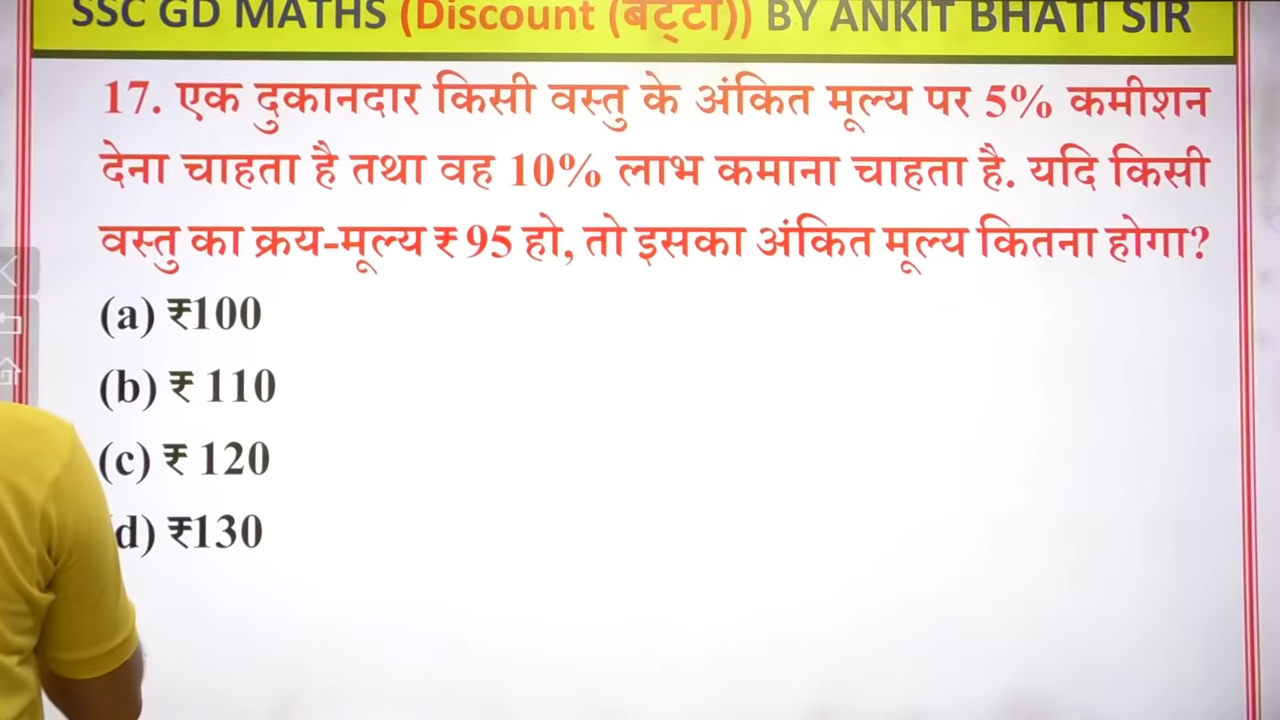 SSC GD MATHS (Discount (बट्टा)) BY ANKIT BHATI SIR
17. एक दुकानदार किसी वस्तु के अंकित मूल्य पर 5% कमीशन
देना चाहता है तथा वह 10% लाभ कमाना चाहता है. यदि किसी
वस्तु का क्रय-मूल्य ₹ 95 हो, तो इसका अंकित मूल्य कितना होगा?
(a) ₹100
(b) ₹ 110
(c) ₹ 120
d) ₹130